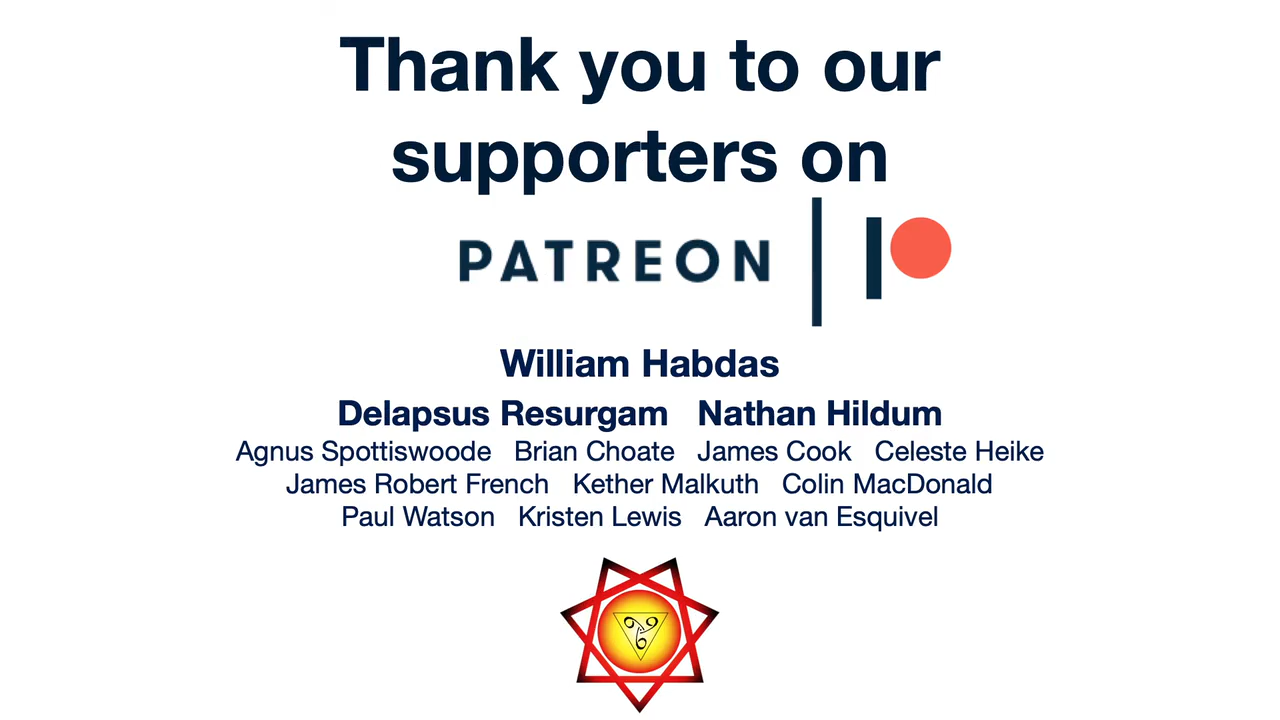 Thank you to our
supporters on
PATREON
William Habdas
Delapsus Resurgam Nathan Hildum
Agnus Spottiswoode Brian Choate James Cook Celeste Heike
James Robert French Kether Malkuth Colin MacDonald
Paul Watson Kristen Lewis Aaron van Esquivel